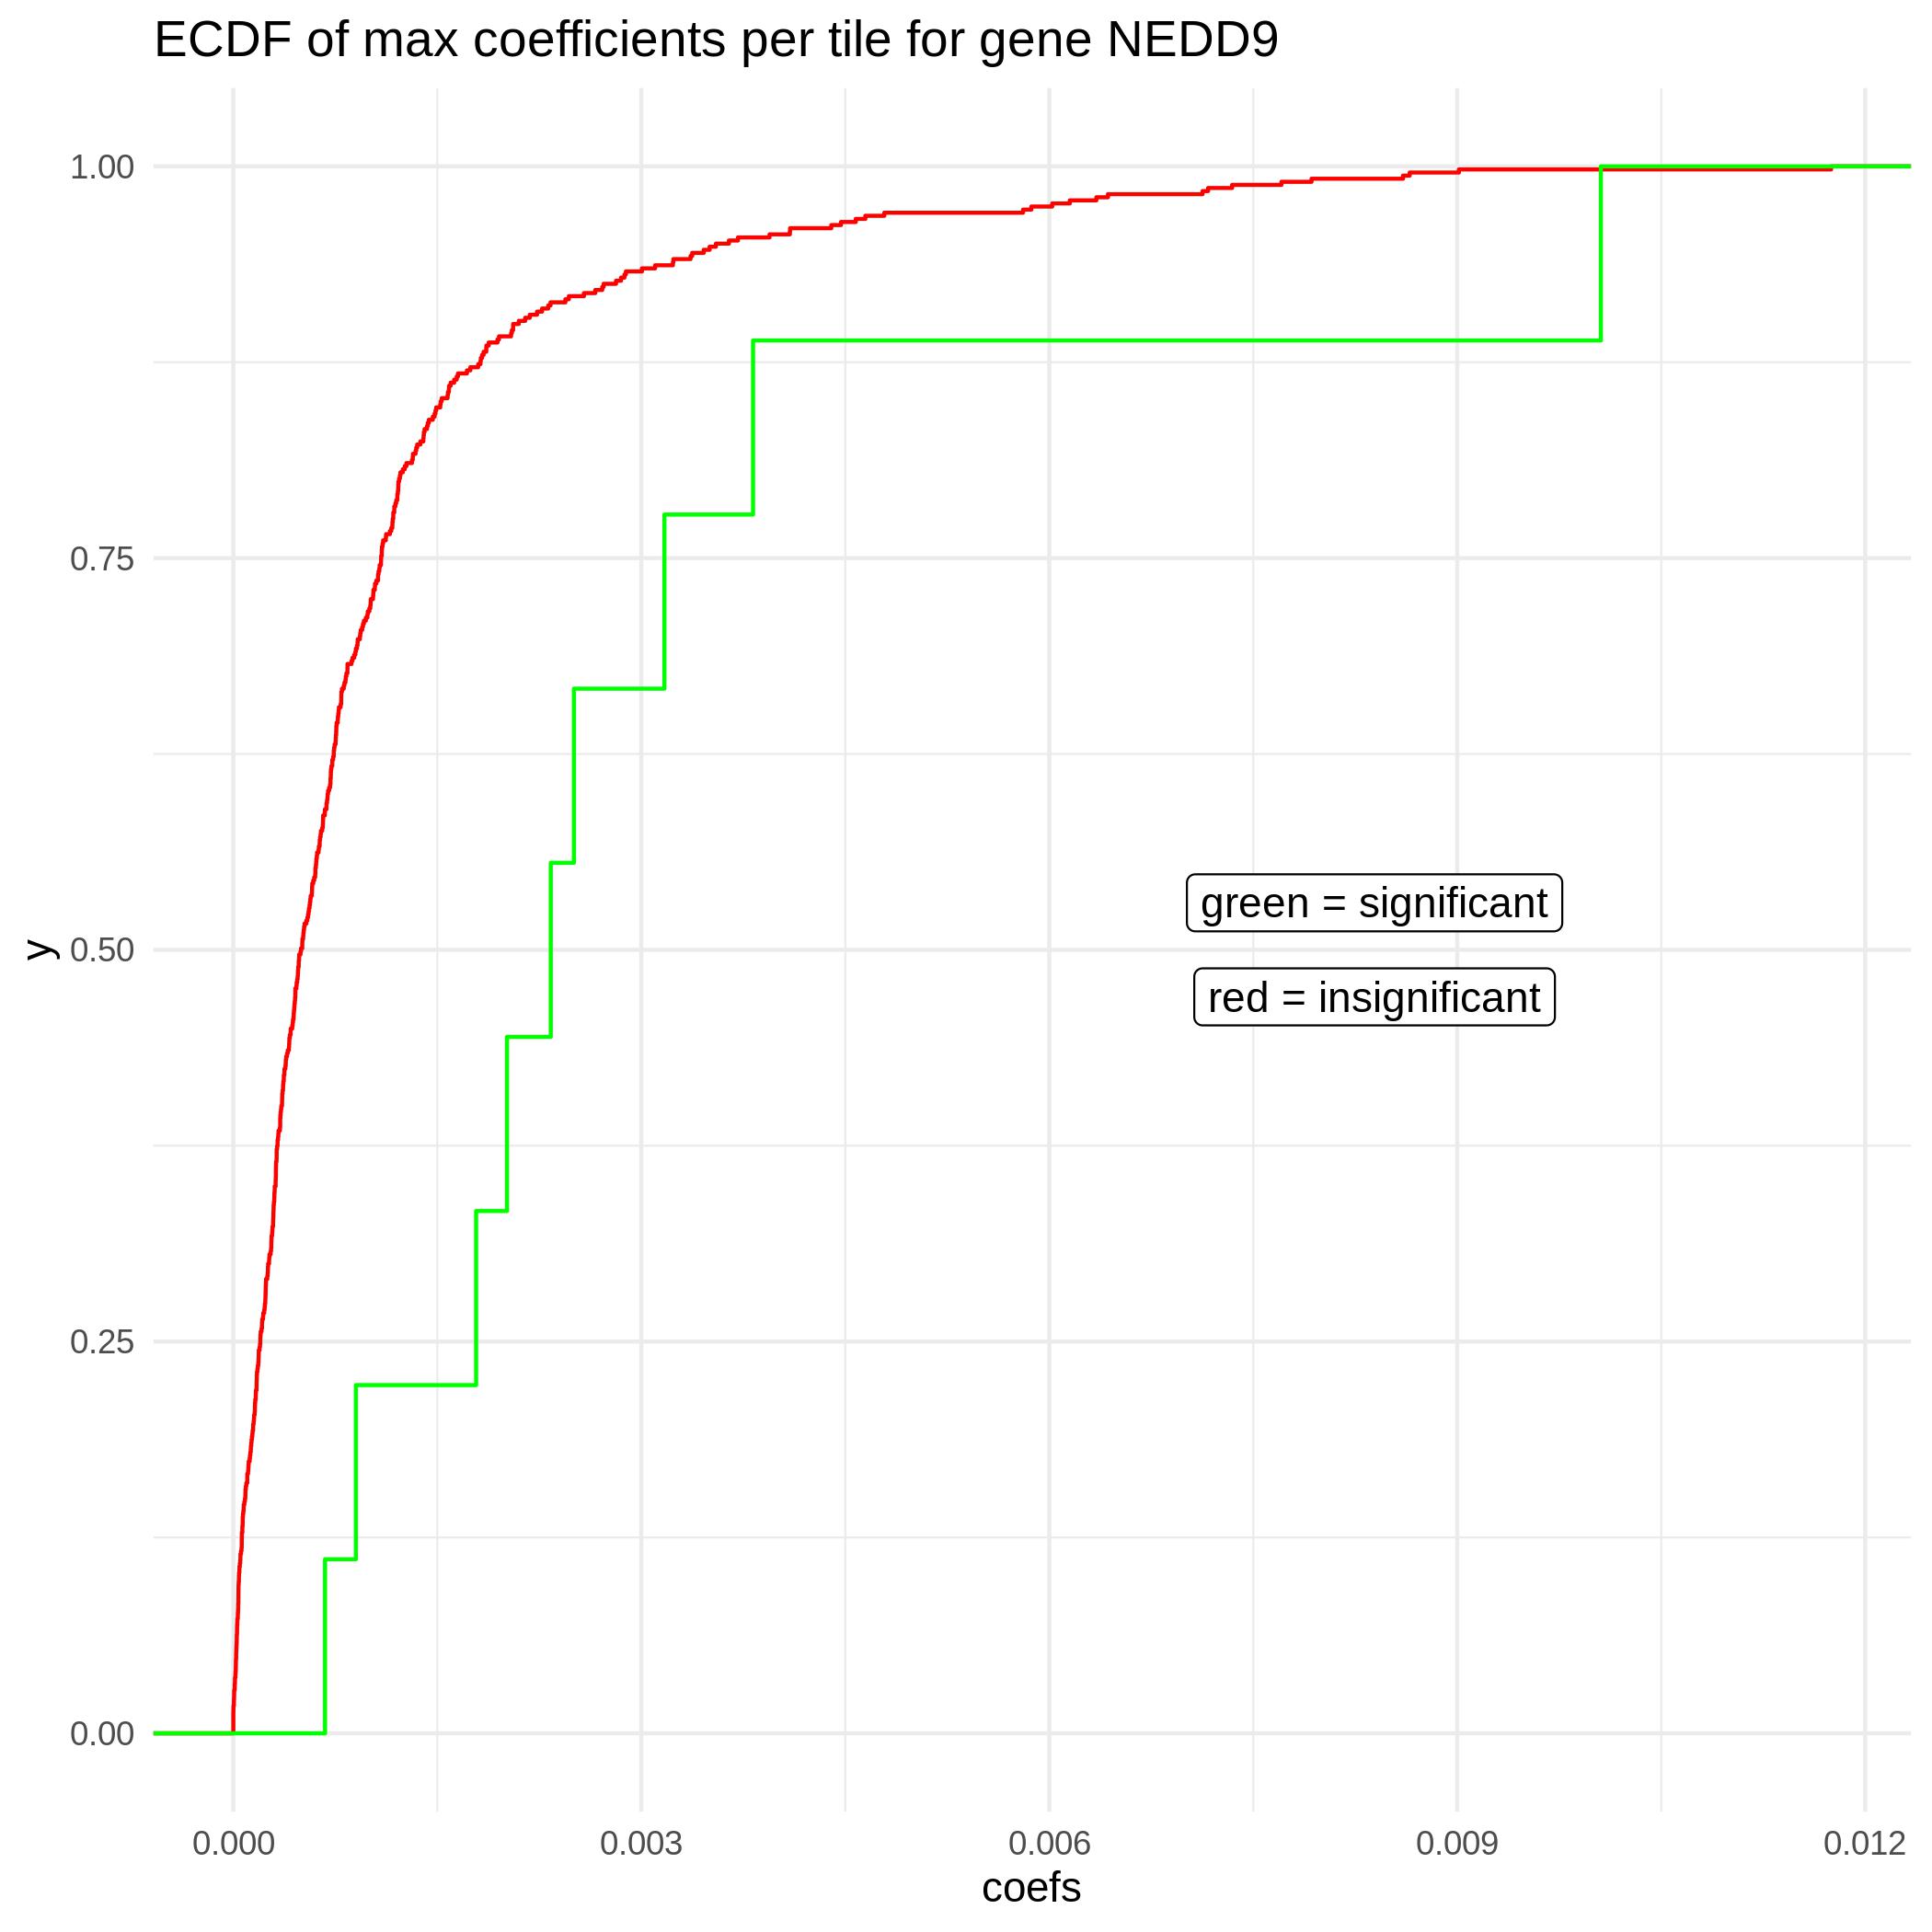 ECDF of max coefficients per tile for gene NEDD9
1.00
0.75
0.50
0.25
0.00
y
green = significant
red = insignificant
0.000
0.003
0.006
0.009
0.012
coefs